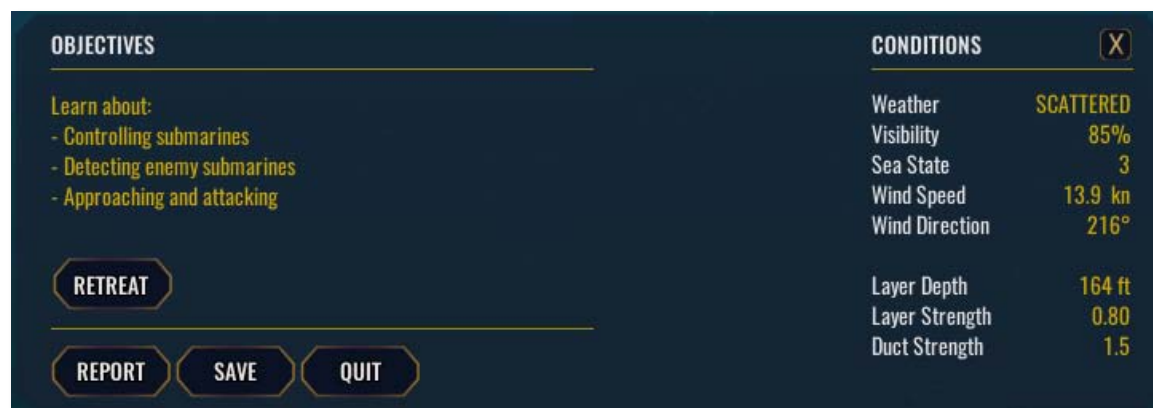 OBJECTIVES
Learn about:
- Controlling submarines
- Detecting enemy submarines
- Approaching and attacking
RETREAT
REPORT SAVE QUIT
CONDITIONS X
Weather SCATTERED
Visibility 85%
Sea State 3
Wind Speed 13.9 kn
Wind Direction 216°
Layer Depth 164 ft
Layer Strength 0.80
Duct Strength 1.5